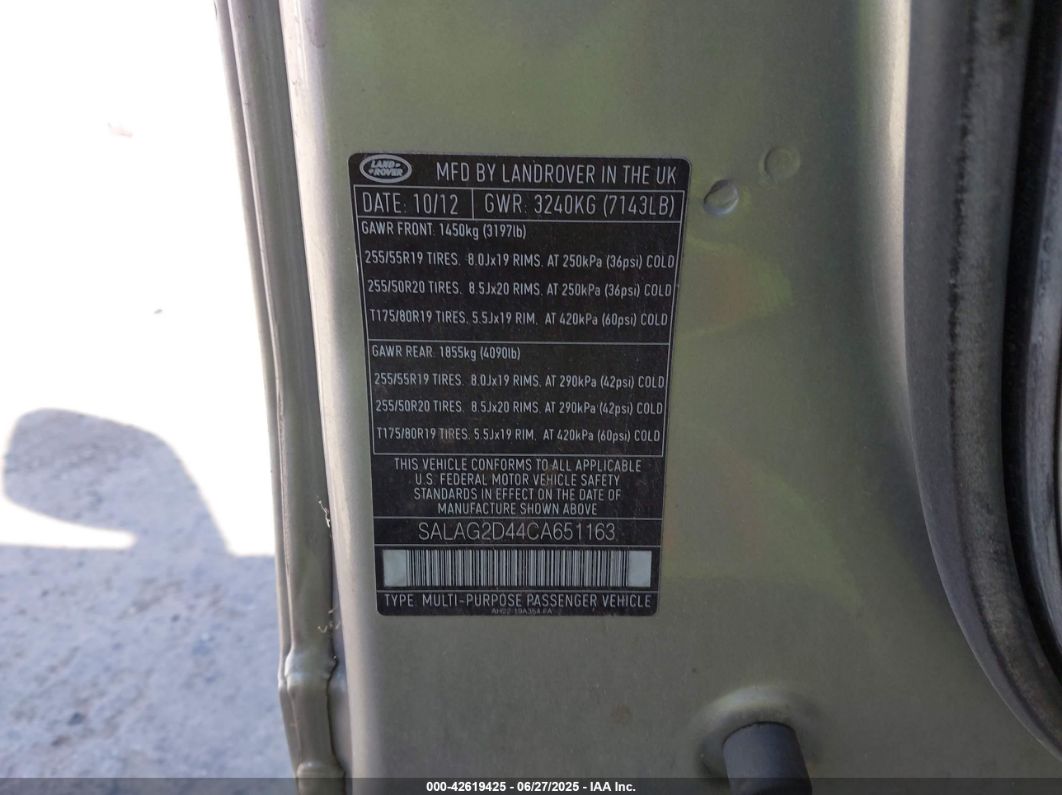 LAND-
ROVER
MFD BY LANDROVER IN THE UK
DATE: 10/12 GWR: 3240KG (7143LB)
GAWR FRONT. 1450kg (3197lb)
255/55R19 TIRES. 8.0Jx19 RIMS. AT 250kPa (36psi) COLD
255/50R20 TIRES. 8.5Jx20 RIMS. AT 250kPa (36psi) COLD
T175/80R19 TIRES. 5.5Jx19 RIM. AT 420kPa (60psi) COLD
GAWR REAR. 1855kg (4090lb)
255/55R19 TIRES. 8.0Jx19 RIMS. AT 290kPa (42psi) COLD
255/50R20 TIRES. 8.5Jx20 RIMS. AT 290kPa (42psi) COLD
T175/80R19 TIRES. 5.5Jx19 RIM. AT 420kPa (60psi) COLD
THIS VEHICLE CONFORMS TO ALL APPLICABLE
U.S. FEDERAL MOTOR VEHICLE SAFETY
STANDARDS IN EFFECT ON THE DATE OF
MANUFACTURE SHOWN ABOVE
SALAG2D44CA651163
TYPE: MULTI-PURPOSE PASSENGER VEHICLE
000-42619425 - 06/27/2025 - IAA Inc.